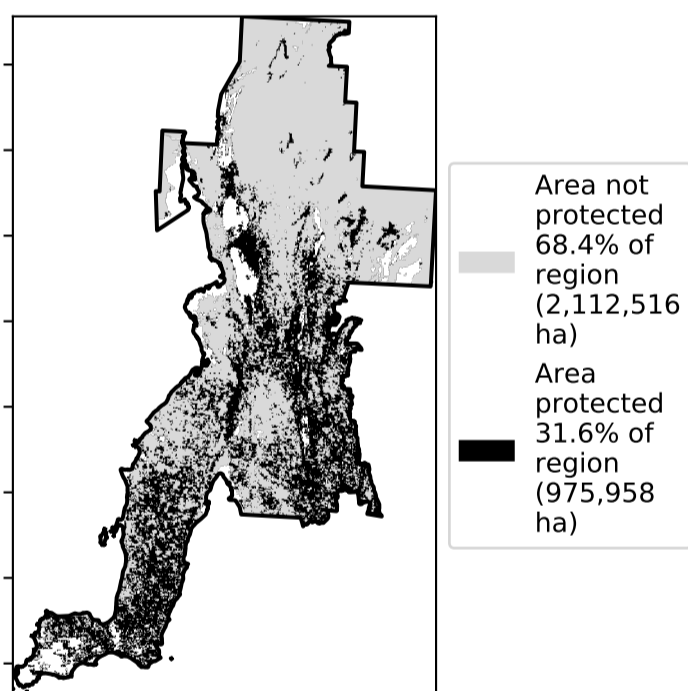 Area not
protected
68.4% of
region
(2,112,516
ha)
Area
protected
31.6% of
region
(975,958
ha)